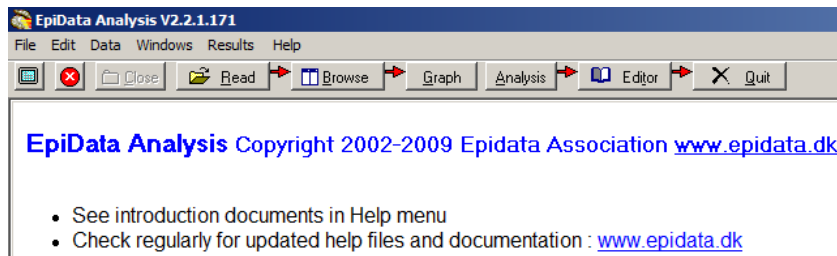 EpiData Analysis V2.2.1.171
File Edit Data Windows Results Help
Close Read Browse Graph Analysis Editor Quit
EpiData Analysis Copyright 2002-2009 Epidata Association www.epidata.dk
• See introduction documents in Help menu
• Check regularly for updated help files and documentation : www.epidata.dk